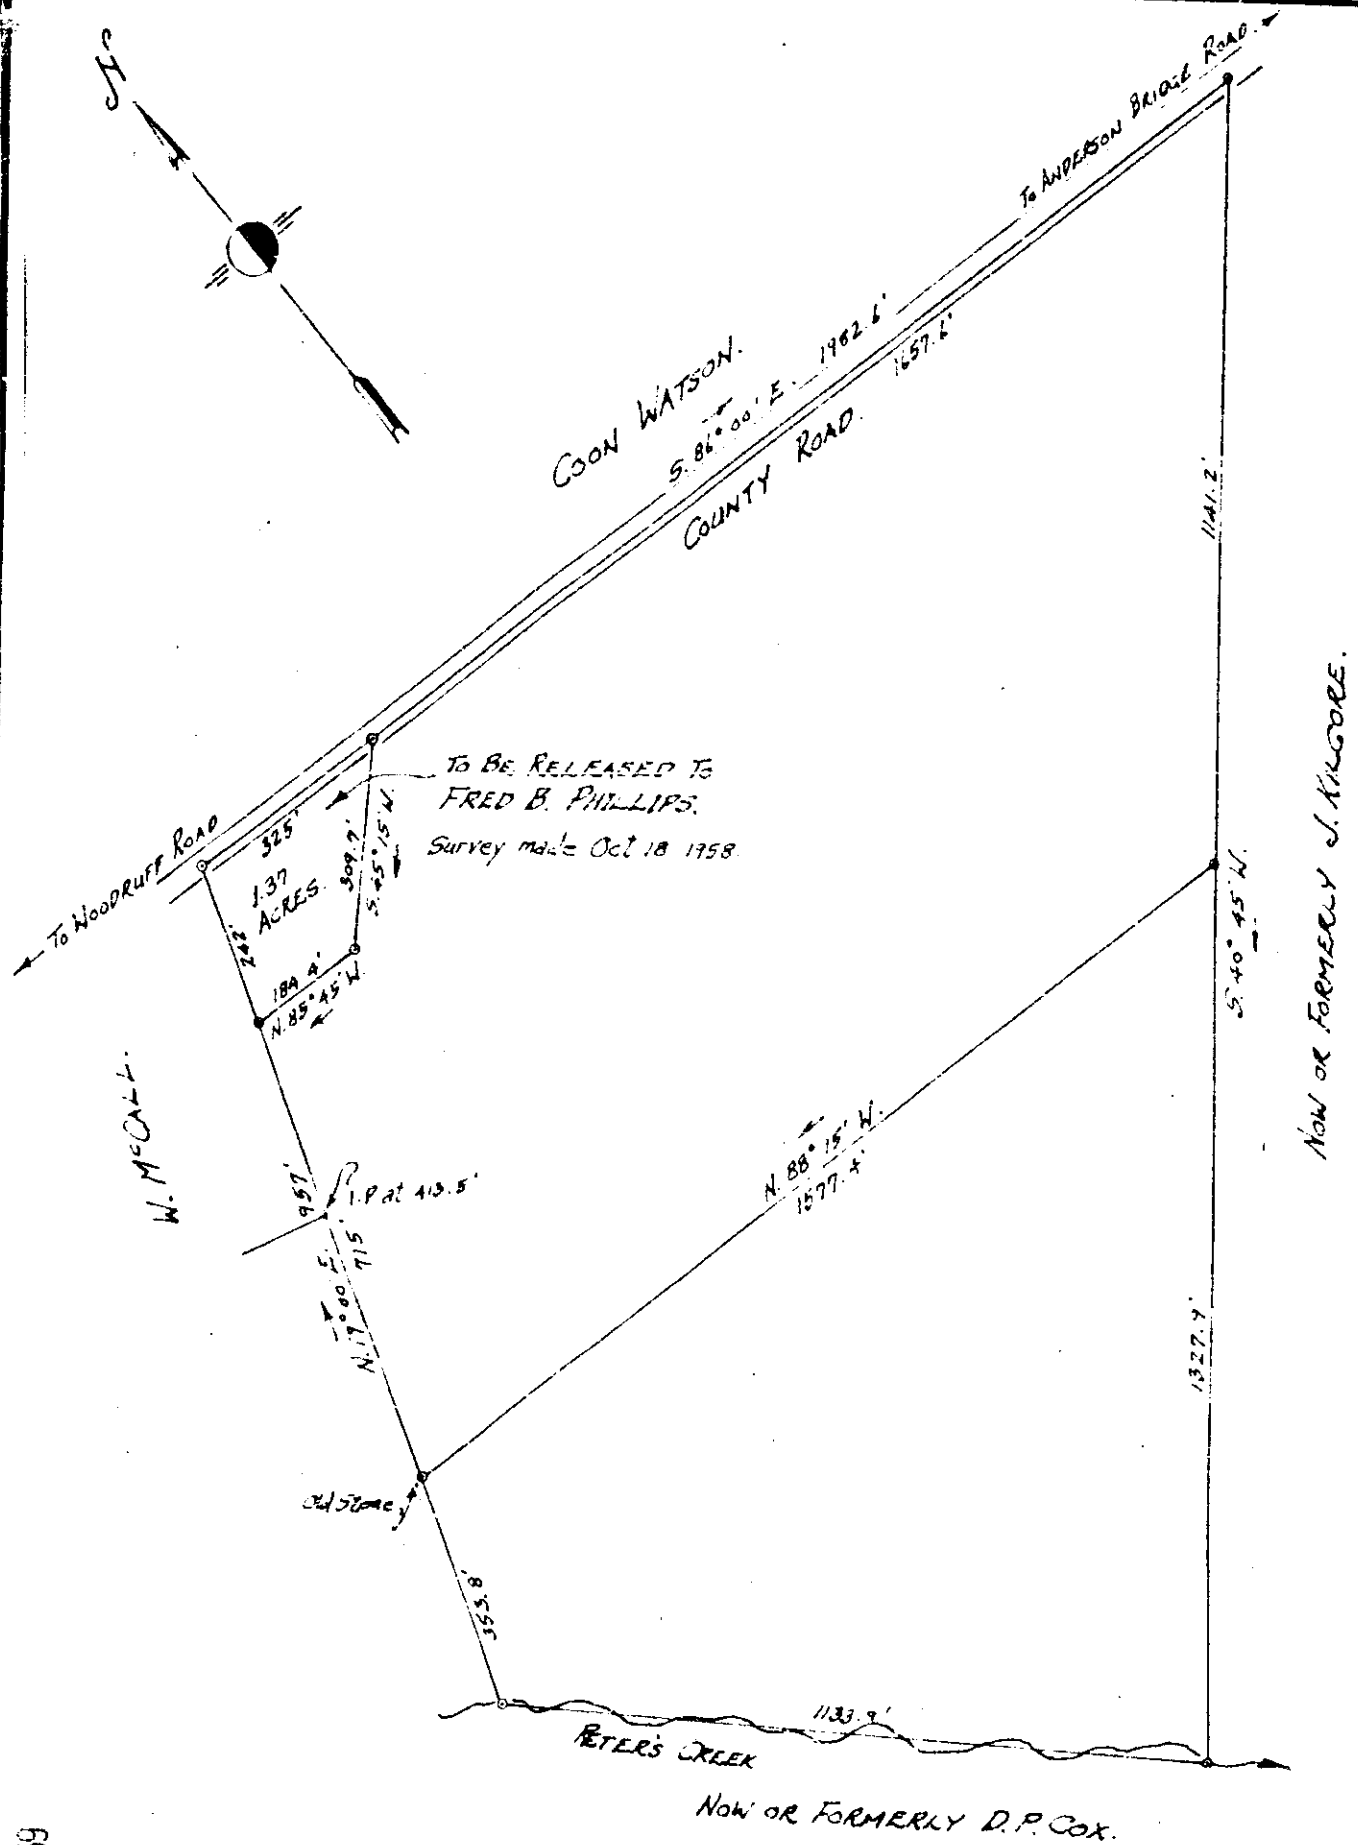 N
To ANDERSON BRIDGE ROAD.
COON WATSON.
S. 86° 00' E. 1982.6'
1657.6'
COUNTY ROAD.
1141.2'
To BE RELEASED To
FRED B. PHILLIPS.
Survey made Oct 18 1958.
To WOODRUFF ROAD
325'
1.37
ACRES.
309.7'
S. 45° 15' W.
242'
184.4'
N. 85° 45' W.
NOW OR FORMERLY J. KILGORE.
S. 40° 45' W.
W. McCALL.
957'
I.P at 413.5'
715'
N. 19° 00' E.
N. 88° 15' W.
1577.4'
1327.9'
Old Stone
353.8'
1133.9'
PETER'S CREEK
NOW OR FORMERLY D.P. COX.